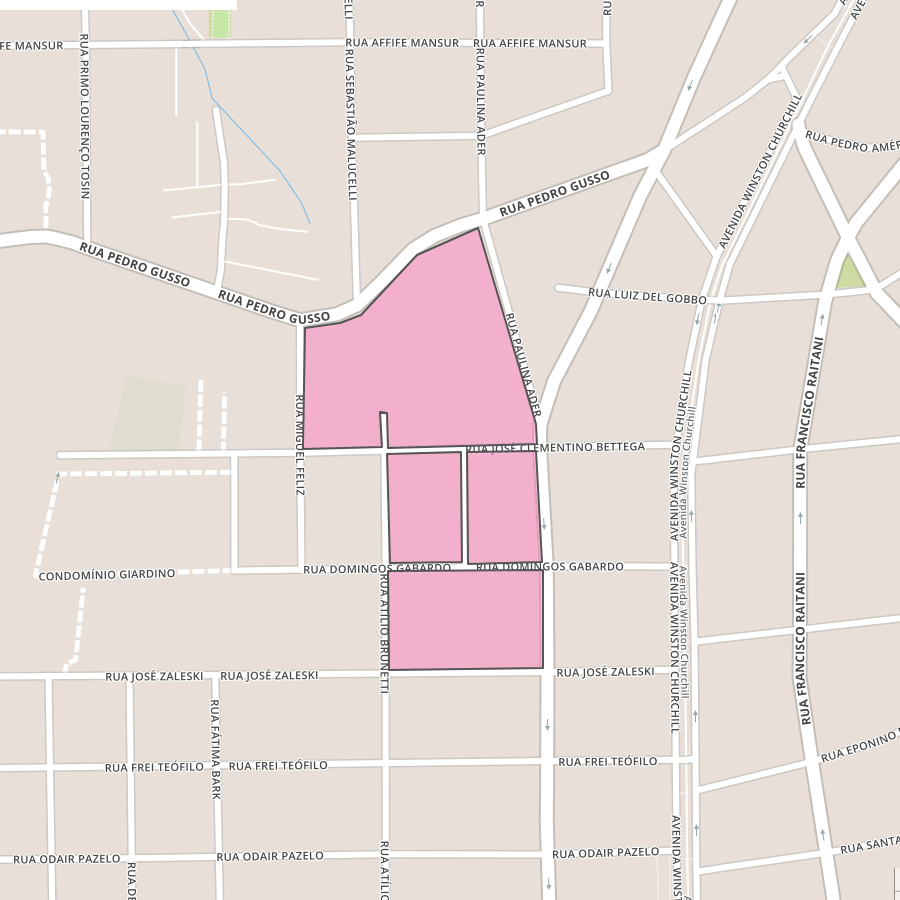 ELLI
R
RU
AVE
AVE
FE MANSUR
RUA AFFIFE MANSUR
RUA AFFIFE MANSUR
RUA PRIMO LOURENÇO TOSIN
RUA SEBASTIÃO MALUCELLI
RUA PAULINA ADER
AVENIDA WINSTON CHURCHILL
RUA PEDRO AMÉR
RUA PEDRO GUSSO
RUA PEDRO GUSSO
RUA PEDRO GUSSO
RUA LUIZ DEL GOBBO
RUA PAULINA ADER
RUA FRANCISCO RAITANI
RUA MIGUEL FELIZ
AVENIDA WINSTON CHURCHILL
Avenida Winston Churchill
RUA JOSÉ CLEMENTINO BETTEGA
CONDOMÍNIO GIARDINO
RUA DOMINGOS GABARDO
RUA DOMINGOS GABARDO
RUA ATÍLIO BRUNETTI
AVENIDA WINSTON CHURCHILL
Avenida Winston Churchill
RUA FRANCISCO RAITANI
RUA JOSÉ ZALESKI
RUA JOSÉ ZALESKI
RUA JOSÉ ZALESKI
RUA FÁTIMA BARK
RUA EPONINO
RUA FREI TEÓFILO
RUA FREI TEÓFILO
RUA FREI TEÓFILO
RUA ODAIR PAZELO
RUA ODAIR PAZELO
RUA ODAIR PAZELO
RUA SANTA
RUA DE
RUA ATÍLIO
AVENIDA WINST